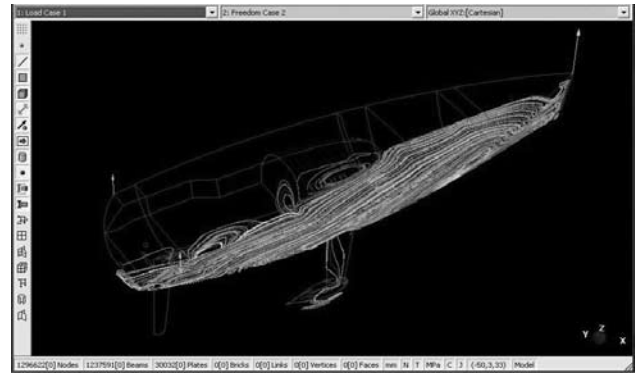 1: Load Case 1 2: Freedom Case 2 Global XYZ:[Cartesian]
Z
Y
X
1296622[0] Nodes 1237591[0] Beams 30032[0] Plates 0[0] Bricks 0[0] Links 0[0] Vertices 0[0] Faces mm N T MPa C J (-50,3,33) Model